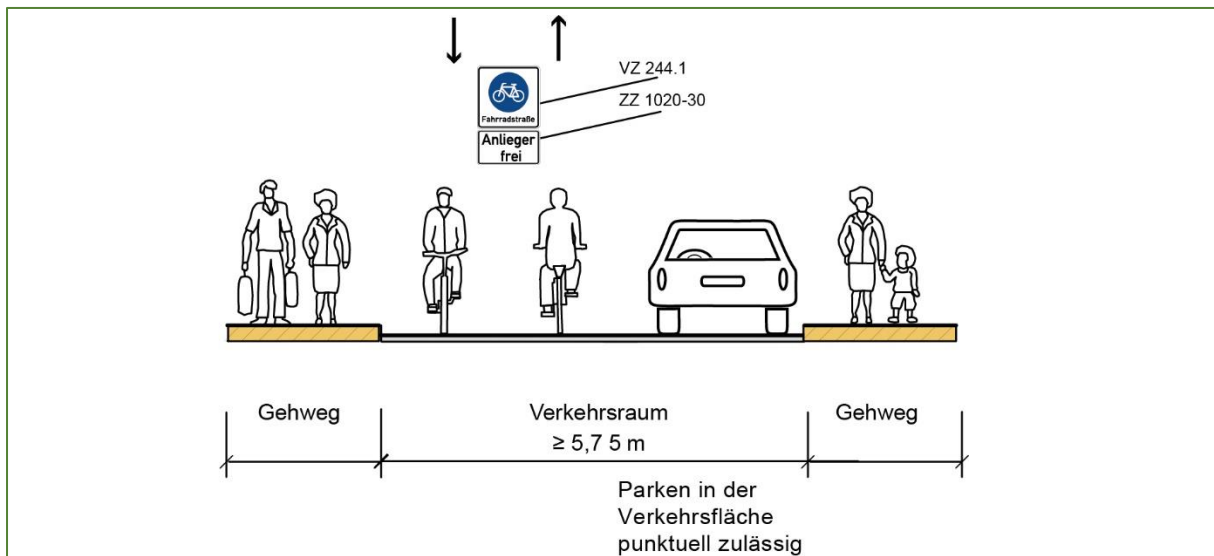 VZ 244.1
ZZ 1020-30
Fahrradstraße
Anlieger
frei
Gehweg
Verkehrsraum
≥ 5,7 5 m
Gehweg
Parken in der
Verkehrsfläche
punktuell zulässig